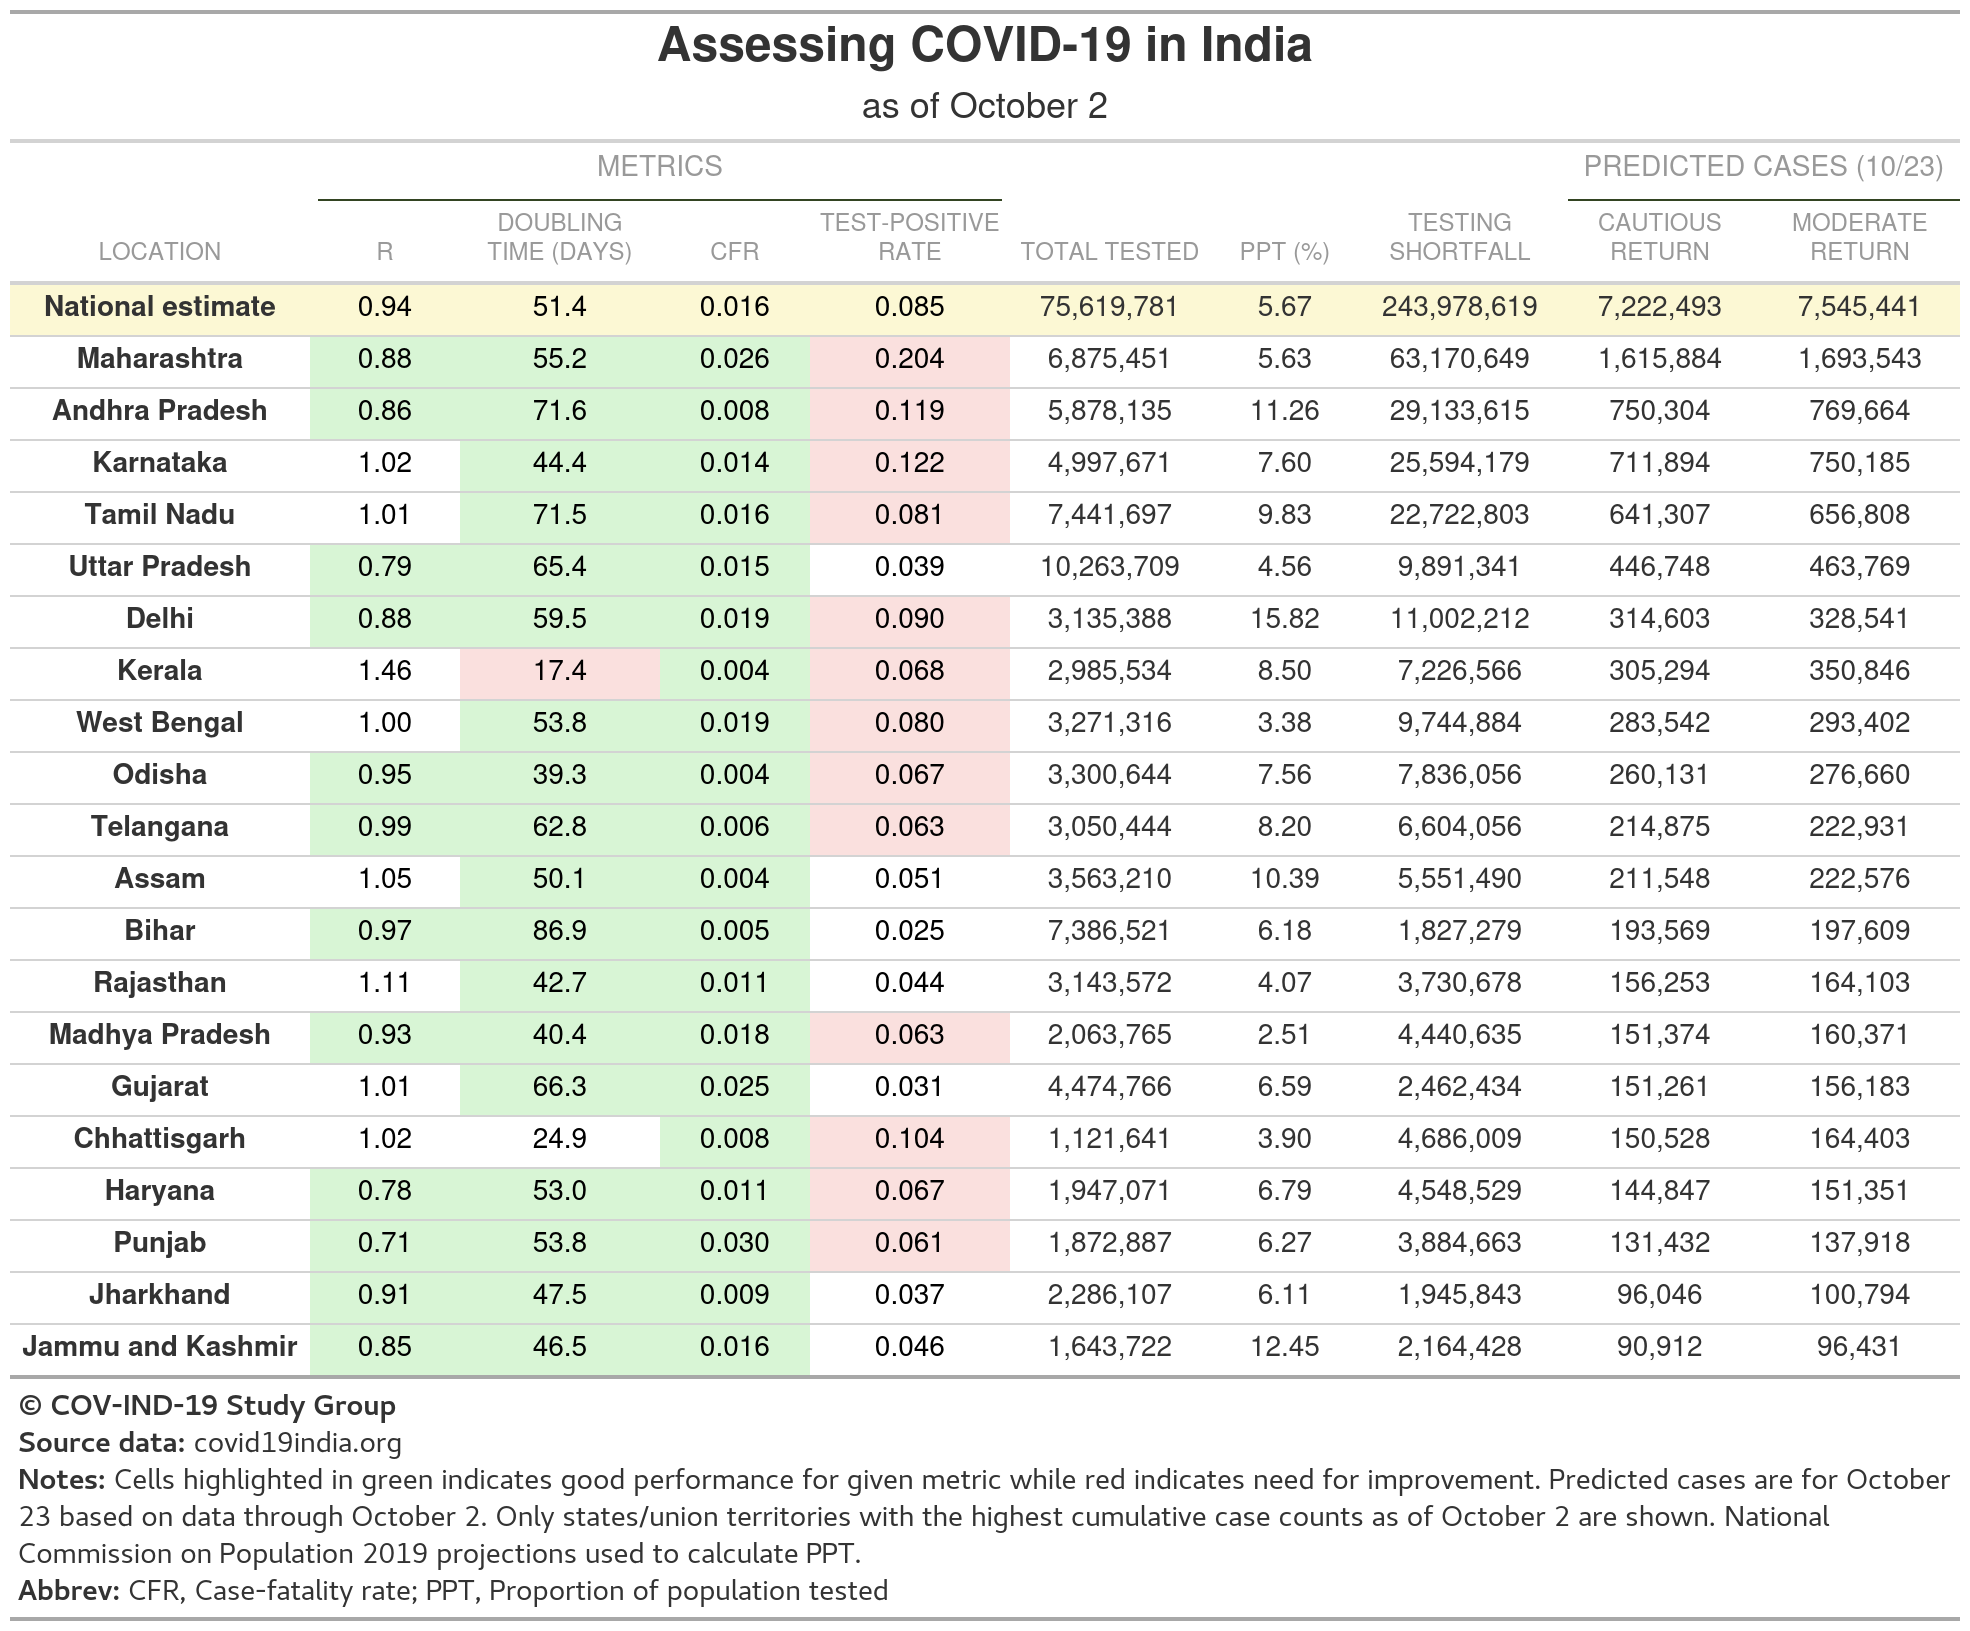 Assessing COVID-19 in India
as of October 2
METRICS PREDICTED CASES (10/23)
LOCATION R DOUBLING TIME (DAYS) CFR TEST-POSITIVE RATE TOTAL TESTED PPT (%) TESTING SHORTFALL CAUTIOUS RETURN MODERATE RETURN
National estimate 0.94 51.4 0.016 0.085 75,619,781 5.67 243,978,619 7,222,493 7,545,441
Maharashtra 0.88 55.2 0.026 0.204 6,875,451 5.63 63,170,649 1,615,884 1,693,543
Andhra Pradesh 0.86 71.6 0.008 0.119 5,878,135 11.26 29,133,615 750,304 769,664
Karnataka 1.02 44.4 0.014 0.122 4,997,671 7.60 25,594,179 711,894 750,185
Tamil Nadu 1.01 71.5 0.016 0.081 7,441,697 9.83 22,722,803 641,307 656,808
Uttar Pradesh 0.79 65.4 0.015 0.039 10,263,709 4.56 9,891,341 446,748 463,769
Delhi 0.88 59.5 0.019 0.090 3,135,388 15.82 11,002,212 314,603 328,541
Kerala 1.46 17.4 0.004 0.068 2,985,534 8.50 7,226,566 305,294 350,846
West Bengal 1.00 53.8 0.019 0.080 3,271,316 3.38 9,744,884 283,542 293,402
Odisha 0.95 39.3 0.004 0.067 3,300,644 7.56 7,836,056 260,131 276,660
Telangana 0.99 62.8 0.006 0.063 3,050,444 8.20 6,604,056 214,875 222,931
Assam 1.05 50.1 0.004 0.051 3,563,210 10.39 5,551,490 211,548 222,576
Bihar 0.97 86.9 0.005 0.025 7,386,521 6.18 1,827,279 193,569 197,609
Rajasthan 1.11 42.7 0.011 0.044 3,143,572 4.07 3,730,678 156,253 164,103
Madhya Pradesh 0.93 40.4 0.018 0.063 2,063,765 2.51 4,440,635 151,374 160,371
Gujarat 1.01 66.3 0.025 0.031 4,474,766 6.59 2,462,434 151,261 156,183
Chhattisgarh 1.02 24.9 0.008 0.104 1,121,641 3.90 4,686,009 150,528 164,403
Haryana 0.78 53.0 0.011 0.067 1,947,071 6.79 4,548,529 144,847 151,351
Punjab 0.71 53.8 0.030 0.061 1,872,887 6.27 3,884,663 131,432 137,918
Jharkhand 0.91 47.5 0.009 0.037 2,286,107 6.11 1,945,843 96,046 100,794
Jammu and Kashmir 0.85 46.5 0.016 0.046 1,643,722 12.45 2,164,428 90,912 96,431
© COV-IND-19 Study Group
Source data: covid19india.org
Notes: Cells highlighted in green indicates good performance for given metric while red indicates need for improvement. Predicted cases are for October
23 based on data through October 2. Only states/union territories with the highest cumulative case counts as of October 2 are shown. National
Commission on Population 2019 projections used to calculate PPT.
Abbrev: CFR, Case-fatality rate; PPT, Proportion of population tested